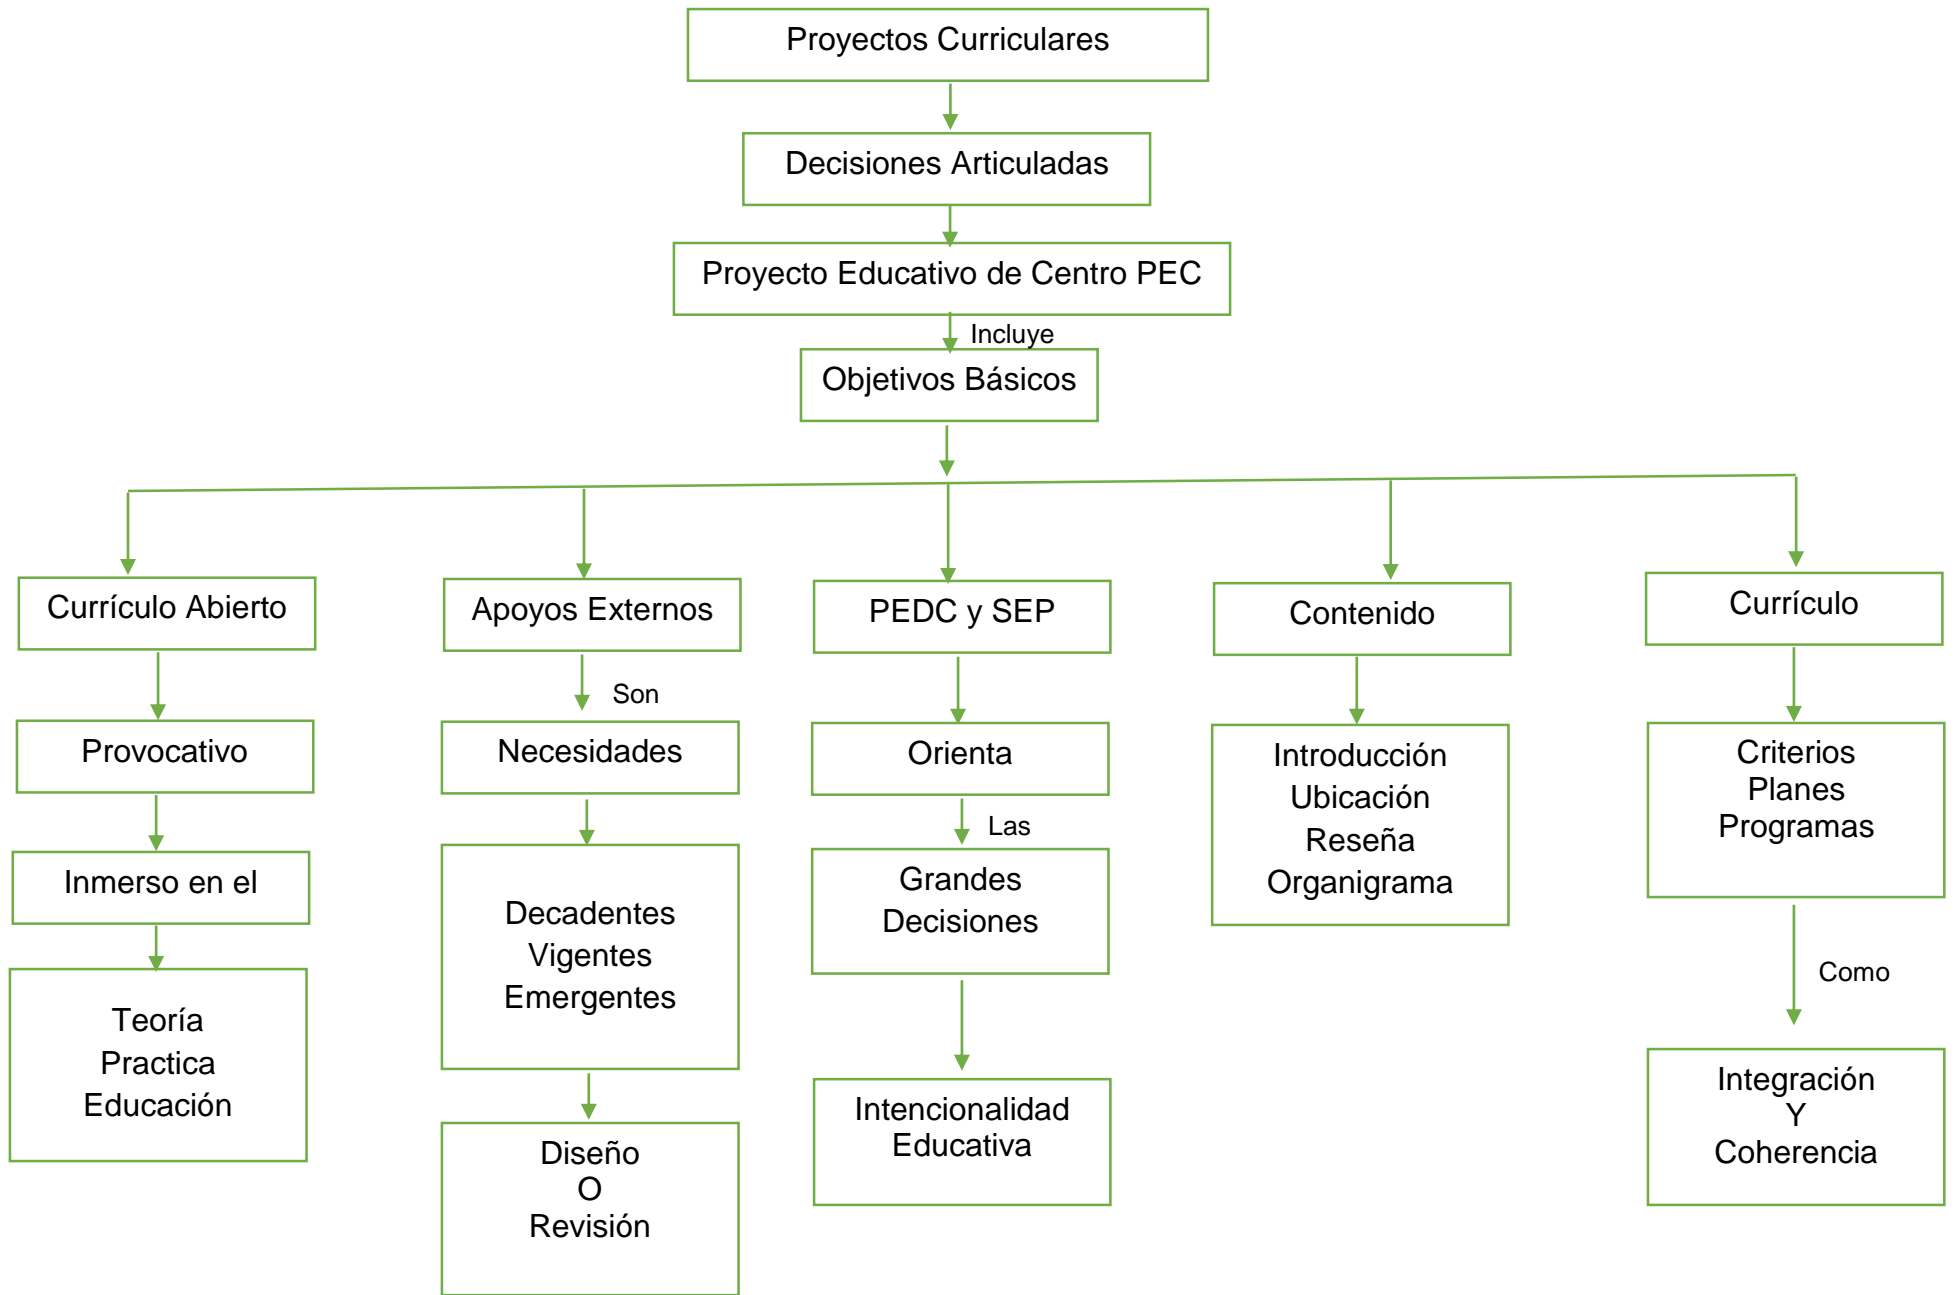 Proyectos Curriculares
Decisiones Articuladas
Proyecto Educativo de Centro PEC
Incluye
Objetivos Básicos
Currículo Abierto
Provocativo
Inmerso en el
Teoría
Practica
Educación
Apoyos Externos
Son
Necesidades
Decadentes
Vigentes
Emergentes
Diseño
O
Revisión
PEDC y SEP
Orienta
Las
Grandes
Decisiones
Intencionalidad
Educativa
Contenido
Introducción
Ubicación
Reseña
Organigrama
Currículo
Criterios
Planes
Programas
Como
Integración
Y
Coherencia